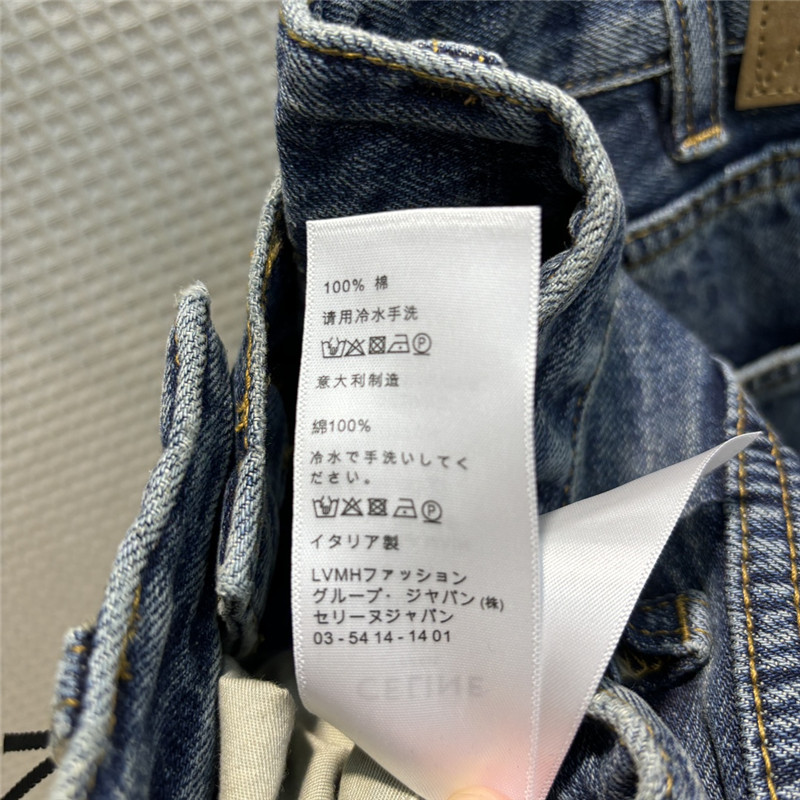 100% 棉
请用冷水手洗
意大利制造
綿100%
冷水で手洗いしてく
ださい。
イタリア製
LVMHファッション
グループ・ ジャパン (株)
セリーヌジャパン
03-5414-1401
CELINE